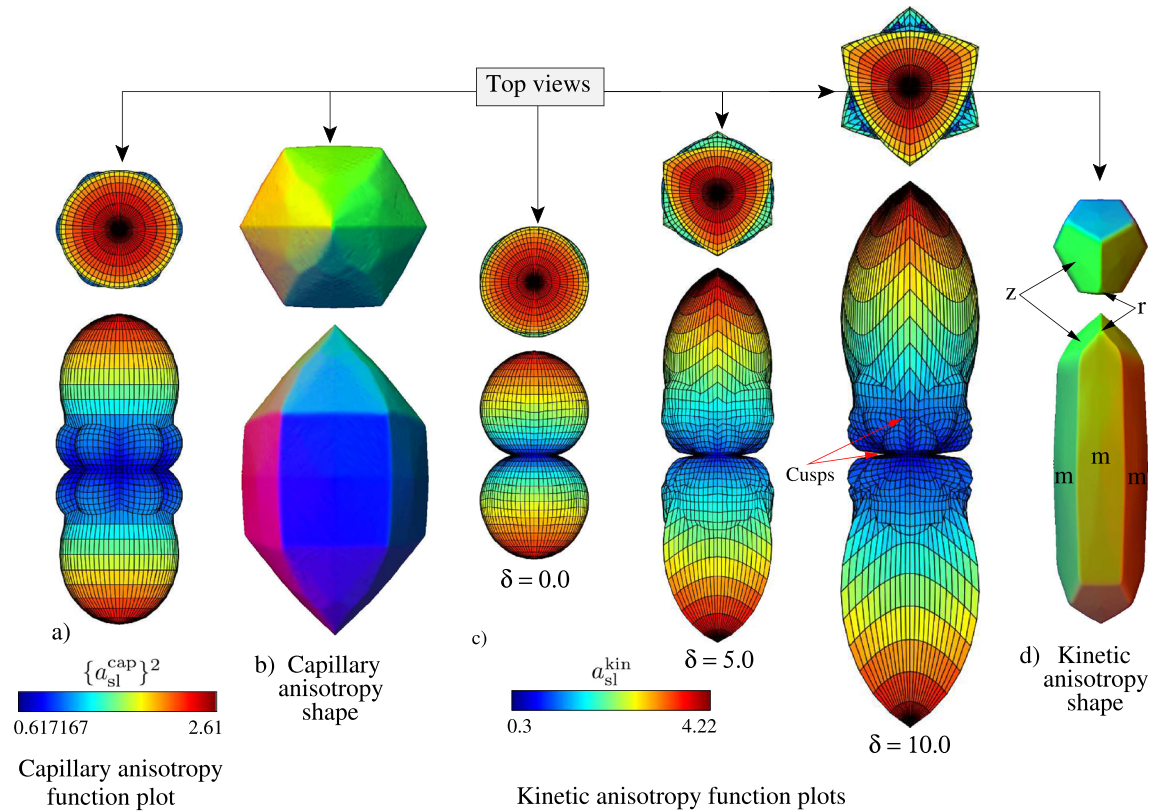 Top views
z
r
Cusps
m
m
m
δ = 0.0
δ = 5.0
δ = 10.0
a)
{a_sl^cap}^2
0.617167
2.61
Capillary anisotropy
function plot
b) Capillary
anisotropy
shape
c)
a_sl^kin
0.3
4.22
Kinetic anisotropy function plots
d) Kinetic
anisotropy
shape